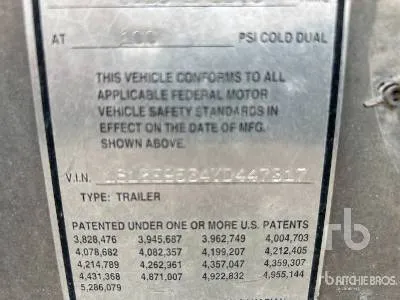 AT 100 PSI COLD DUAL
THIS VEHICLE CONFORMS TO ALL
APPLICABLE FEDERAL MOTOR
VEHICLE SAFETY STANDARDS IN
EFFECT ON THE DATE OF MFG.
SHOWN ABOVE.
V.I.N.
TYPE: TRAILER
PATENTED UNDER ONE OR MORE U.S. PATENTS
3,828,476 3,945,687 3,962,749 4,004,703
4,078,682 4,082,357 4,199,207 4,212,405
4,214,789 4,262,961 4,357,047 4,359,307
4,431,368 4,871,007 4,922,832 4,955,144
5,286,079
rb
rb
RITCHIE BROS.